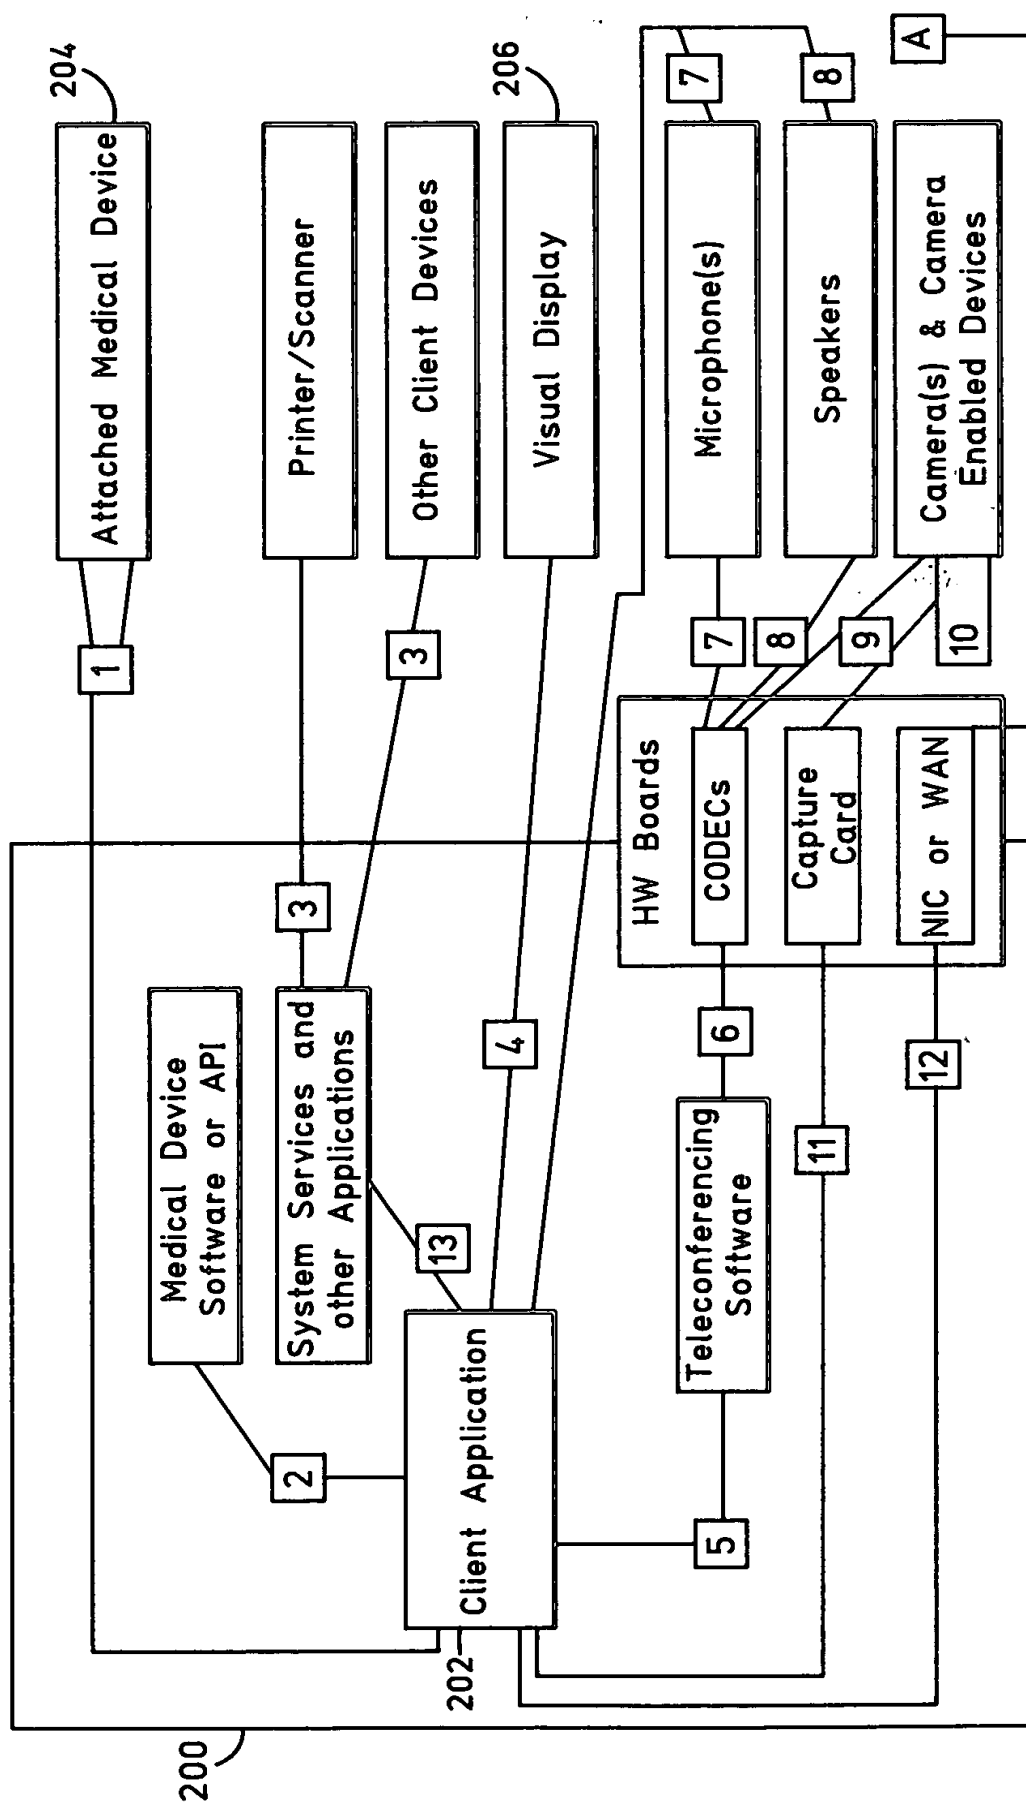 200
202
204
206
Attached Medical Device
1
Medical Device
Software or API
2
Printer/Scanner
3
System Services and
other Applications
Other Client Devices
3
13
Visual Display
4
Client Application
A
7
Microphone(s)
7
8
Speakers
8
Camera(s) & Camera
Enabled Devices
9
10
HW Boards
CODECs
Capture
Card
NIC or WAN
6
Teleconferencing
Software
5
11
12